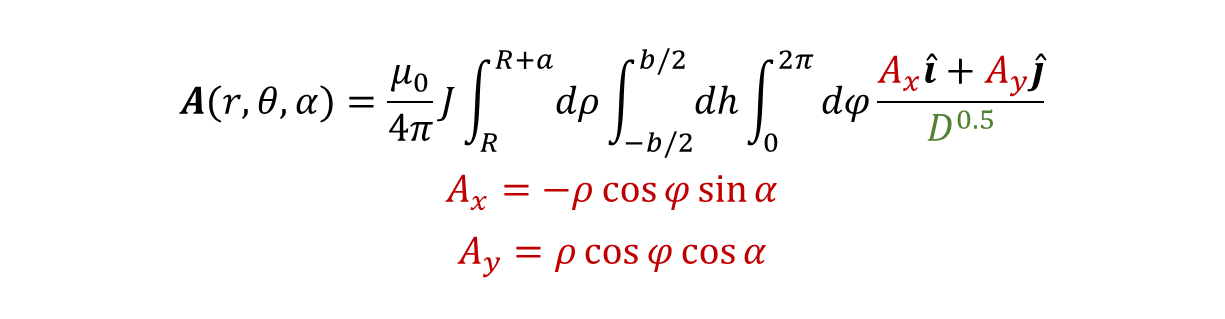 𝑨(r, θ, α) = μ₀/4π J ∫_R^{R+a} dρ ∫_{−b/2}^{b/2} dh ∫_0^{2π} dφ (A_x 𝒊̂ + A_y 𝒋̂)/D^{0.5}
A_x = −ρ cos φ sin α
A_y = ρ cos φ cos α